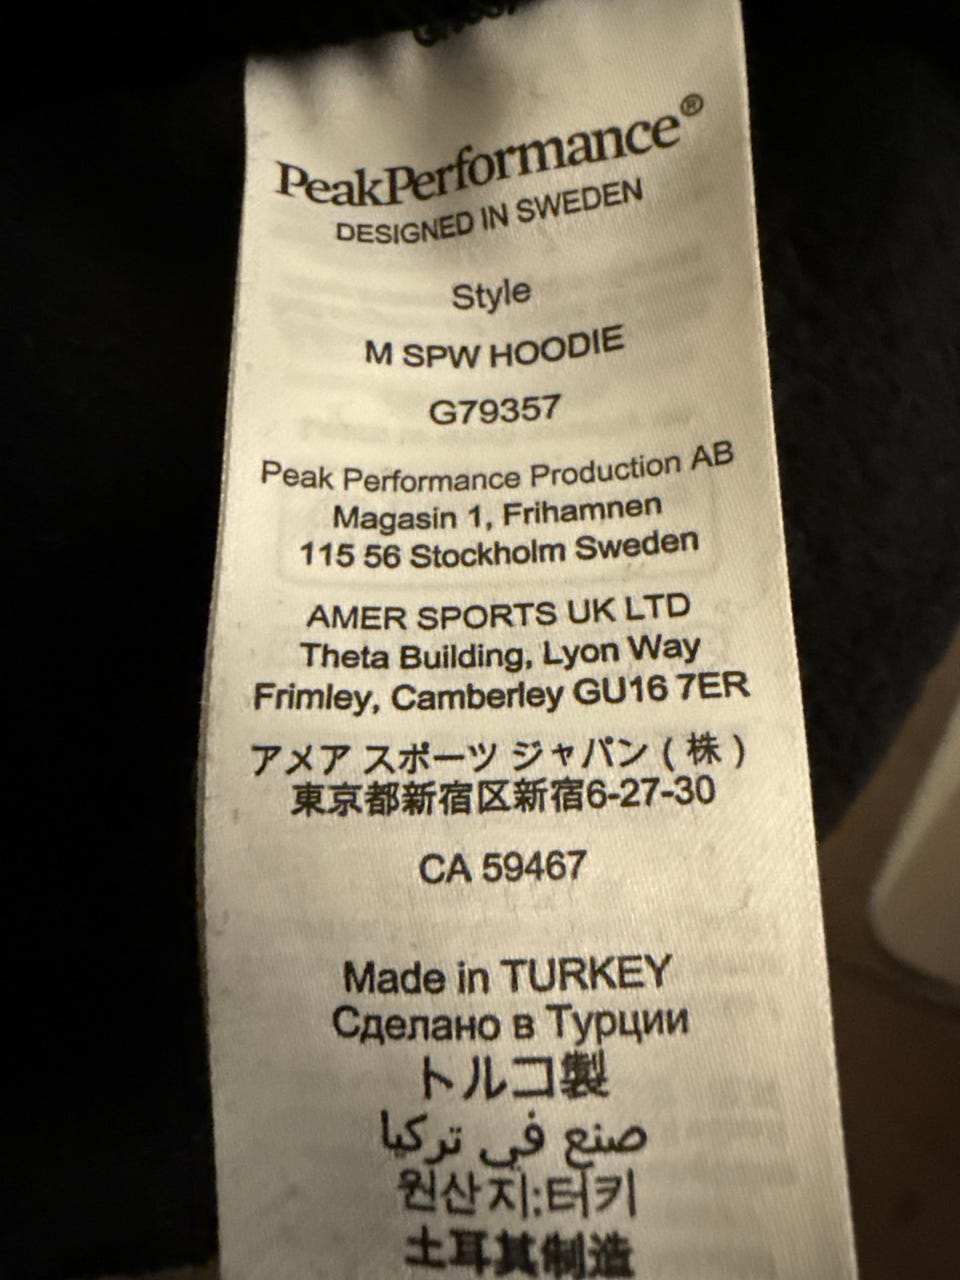 PeakPerformance®
DESIGNED IN SWEDEN
Style
M SPW HOODIE
G79357
Peak Performance Production AB
Magasin 1, Frihamnen
115 56 Stockholm Sweden
AMER SPORTS UK LTD
Theta Building, Lyon Way
Frimley, Camberley GU16 7ER
アメア スポーツ ジャパン ( 株 )
東京都新宿区新宿6-27-30
CA 59467
Made in TURKEY
Сделано в Турции
トルコ製
صنع في تركيا
원산지:터키
土耳其制造